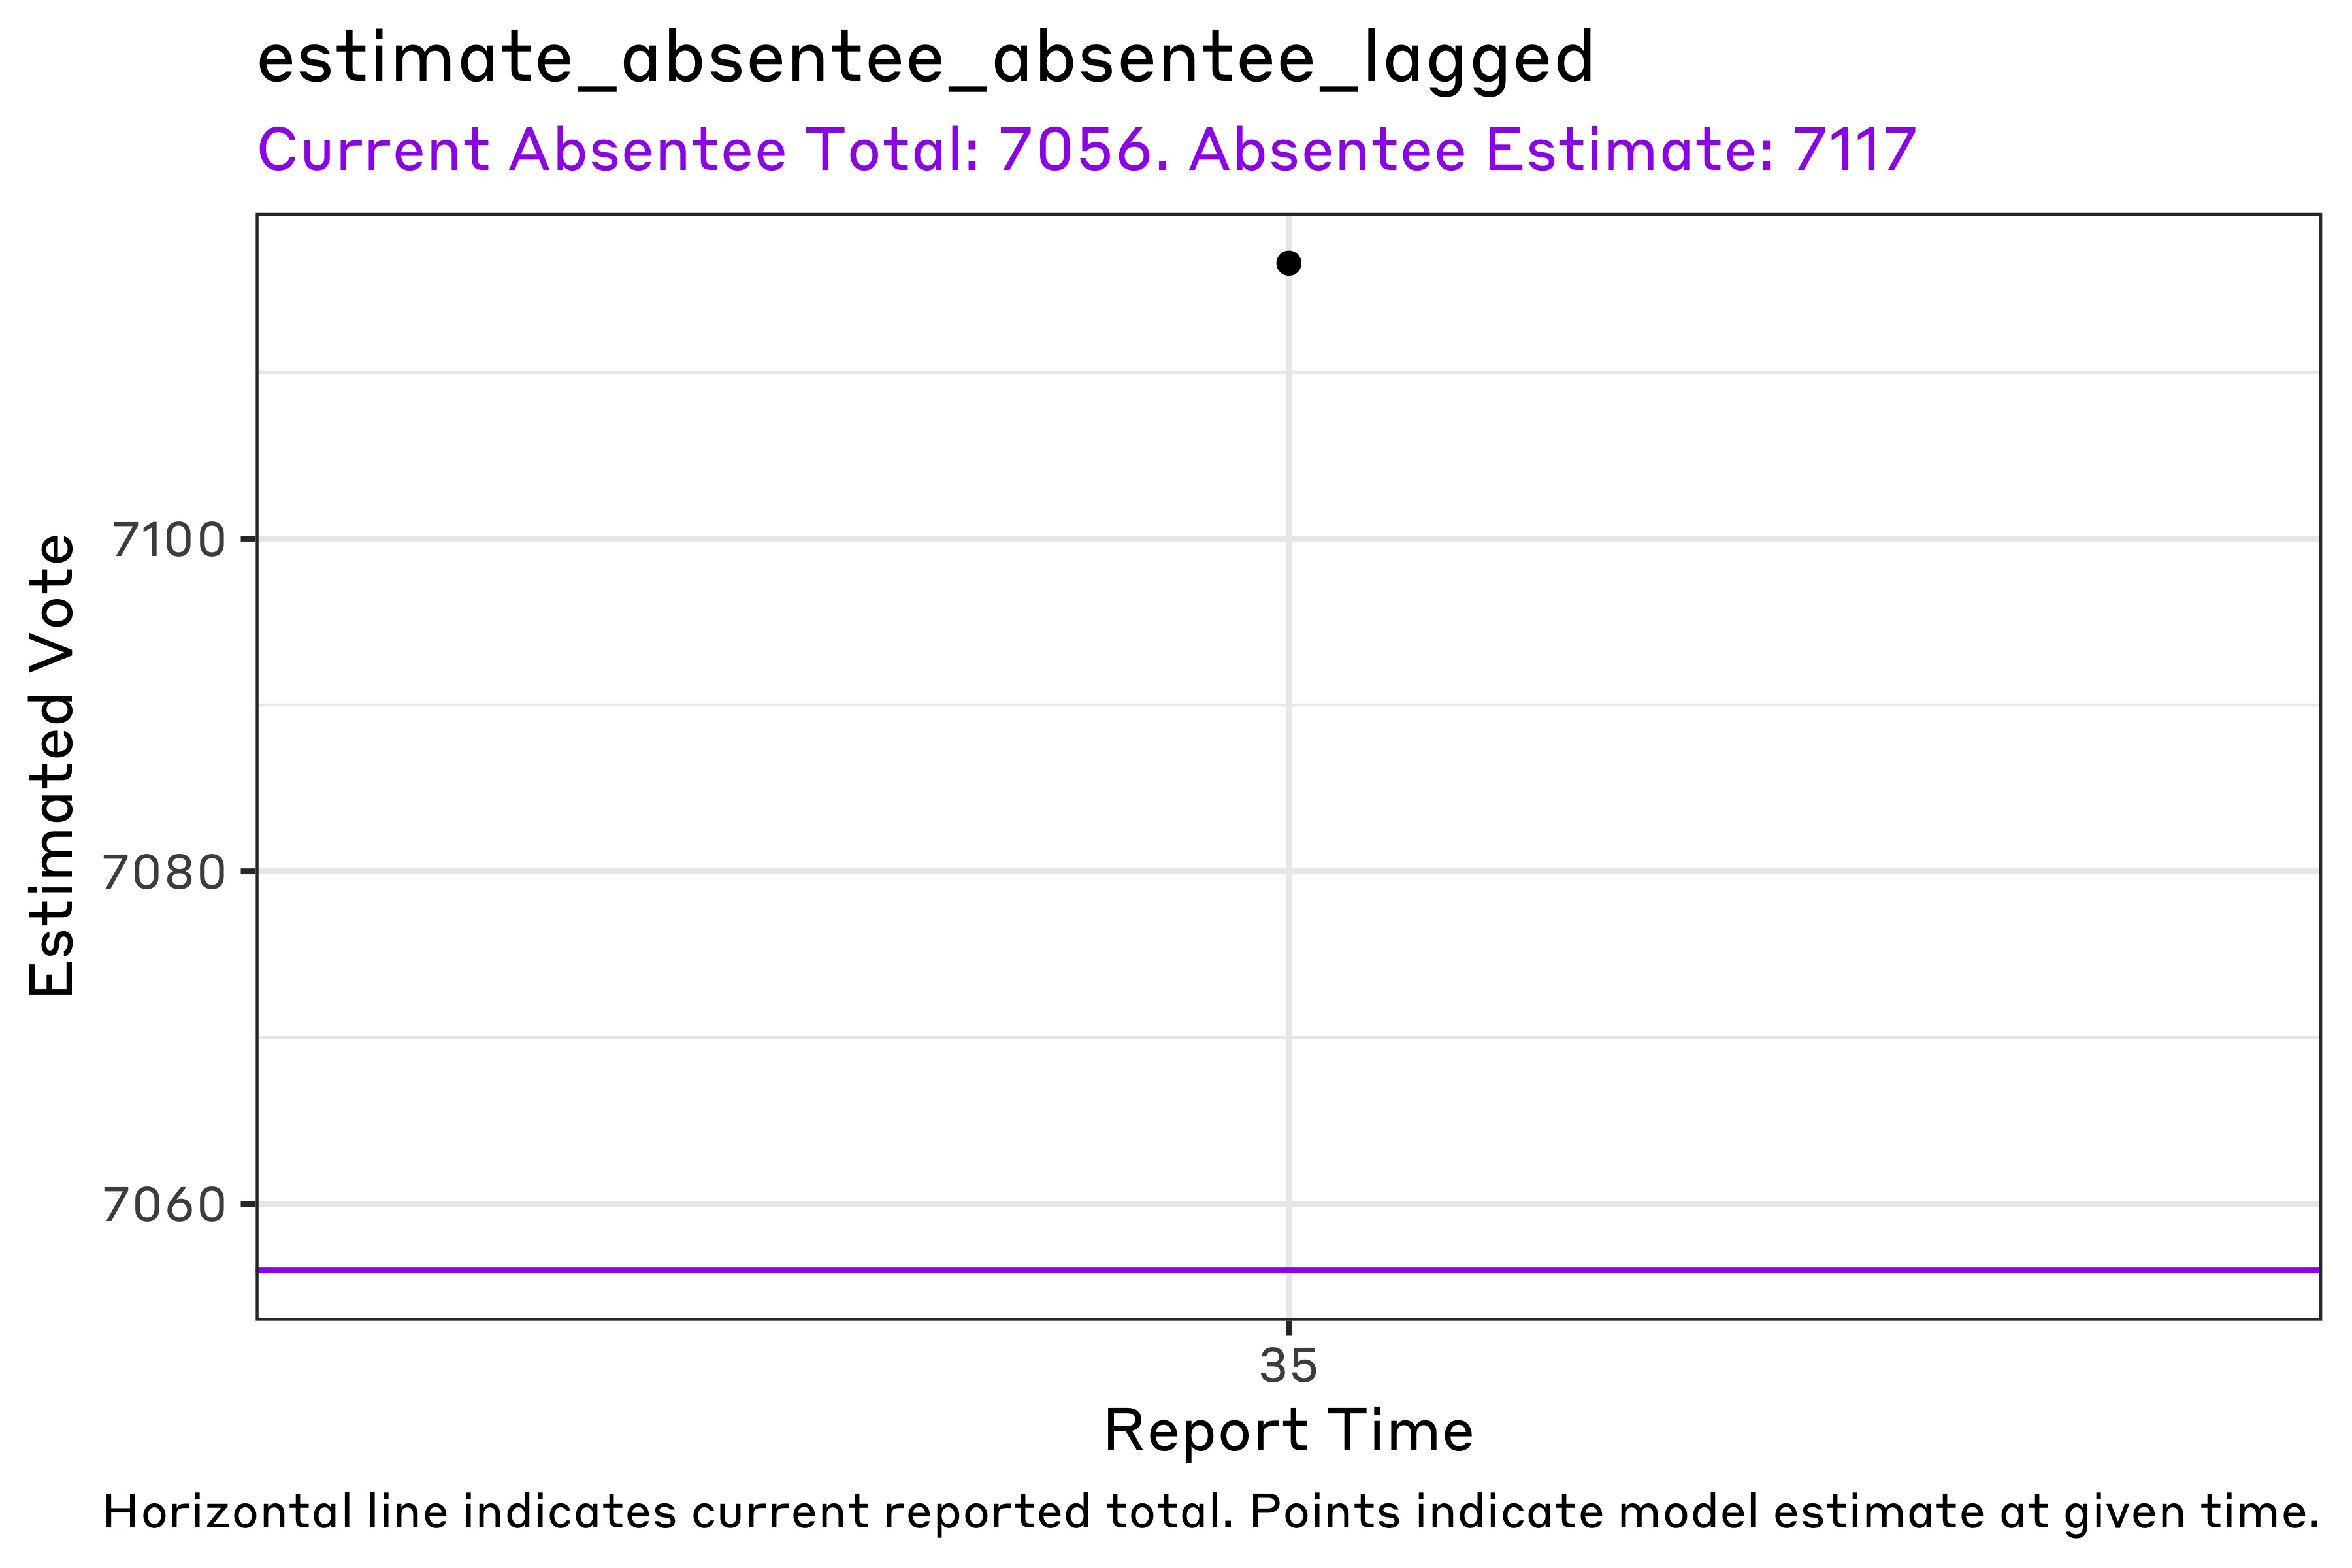 estimate_absentee_absentee_lagged
Current Absentee Total: 7056. Absentee Estimate: 7117
Estimated Vote
7100
7080
7060
35
Report Time
Horizontal line indicates current reported total. Points indicate model estimate at given time.